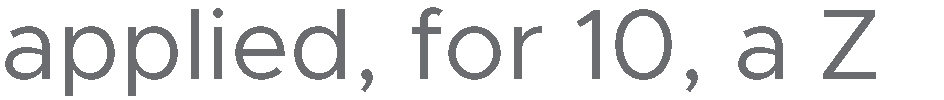 applied, for 10, a Z